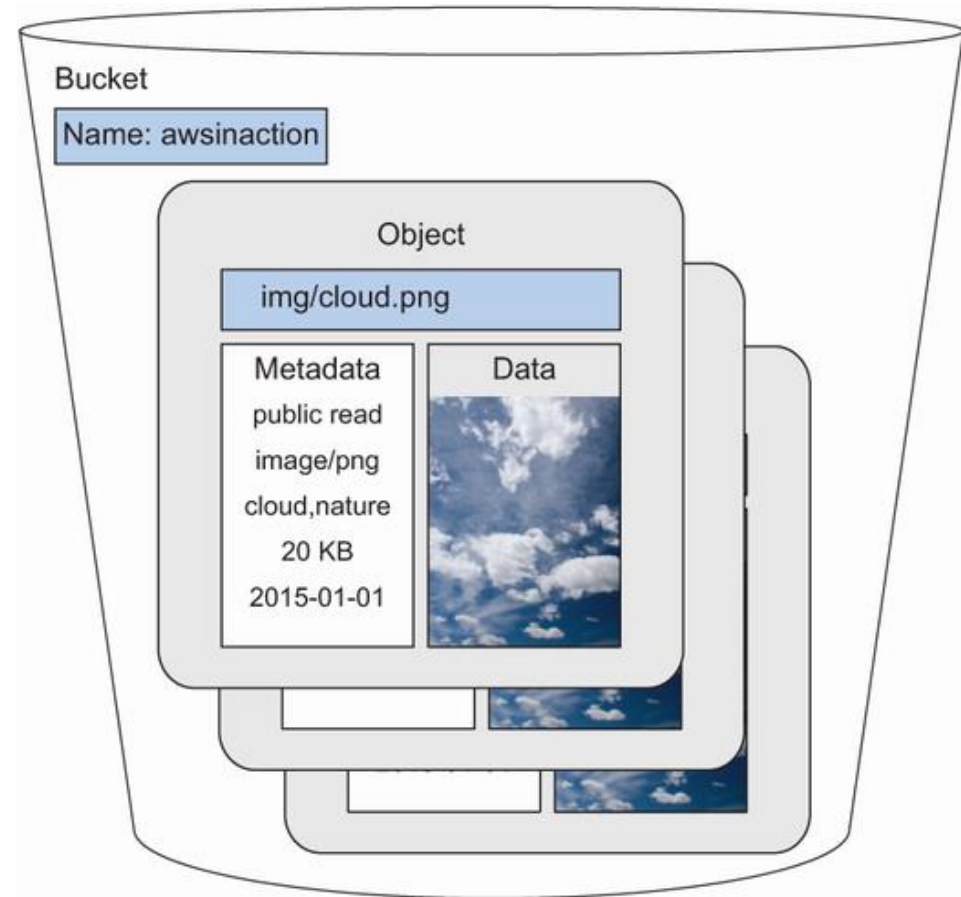 Bucket
Name: awsinaction
Object
img/cloud.png
Metadata
public read
image/png
cloud,nature
20 KB
2015-01-01
Data